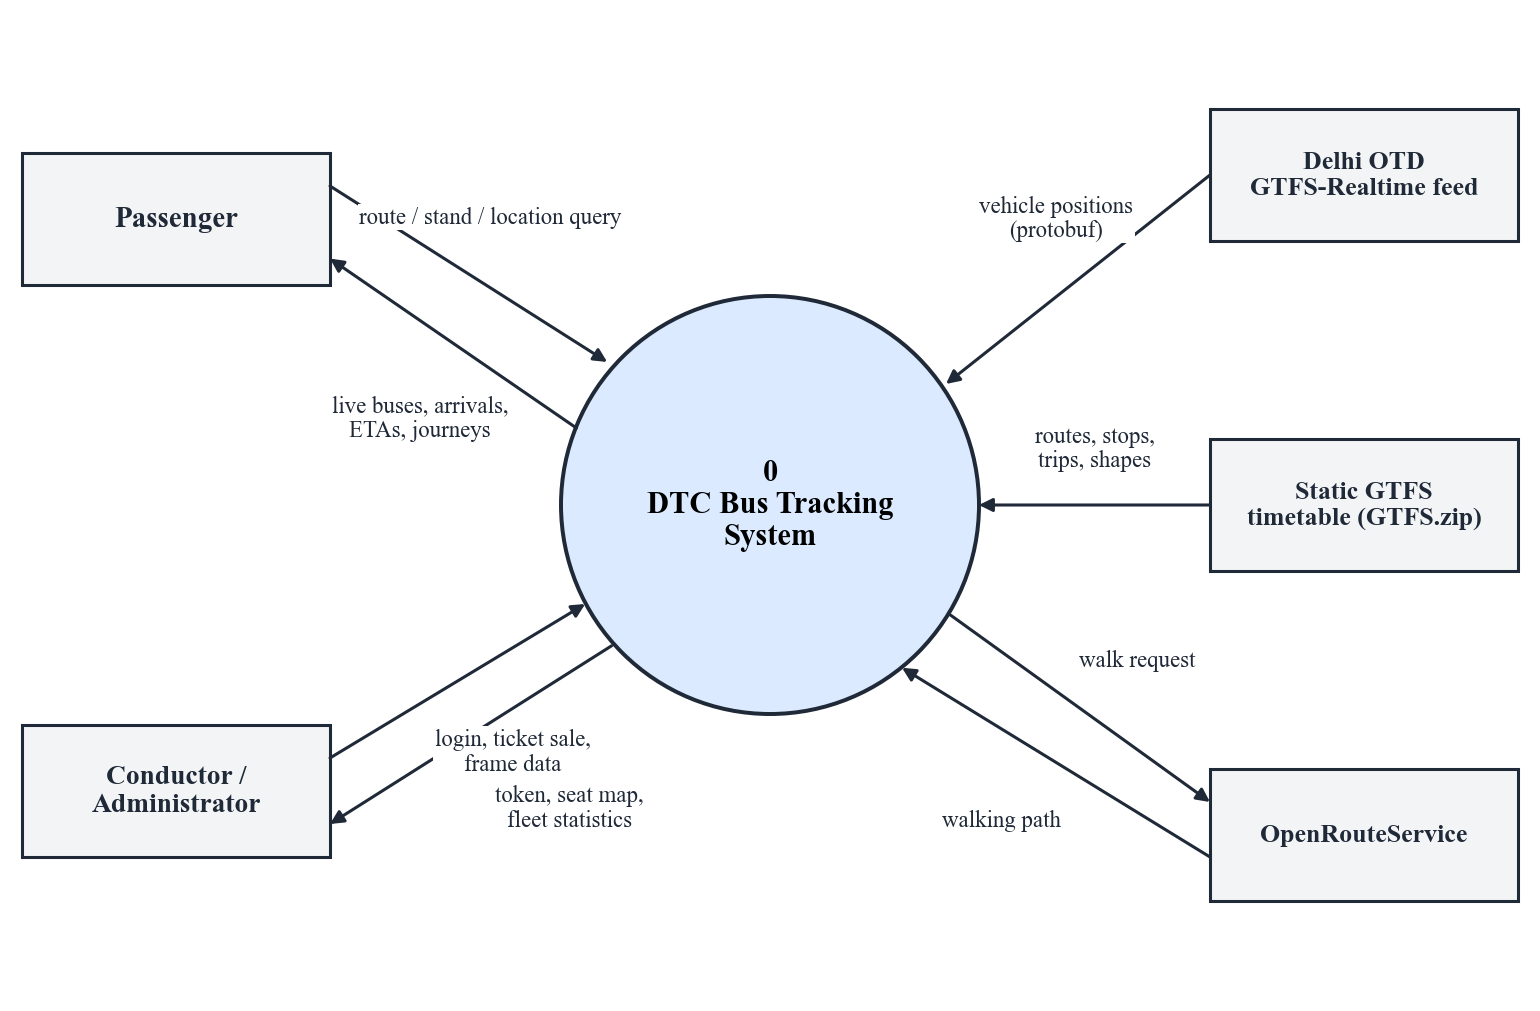 Passenger
route / stand / location query
live buses, arrivals,
ETAs, journeys
Delhi OTD
GTFS-Realtime feed
vehicle positions
(protobuf)
0
DTC Bus Tracking
System
routes, stops,
trips, shapes
Static GTFS
timetable (GTFS.zip)
Conductor /
Administrator
login, ticket sale,
frame data
token, seat map,
fleet statistics
walk request
walking path
OpenRouteService